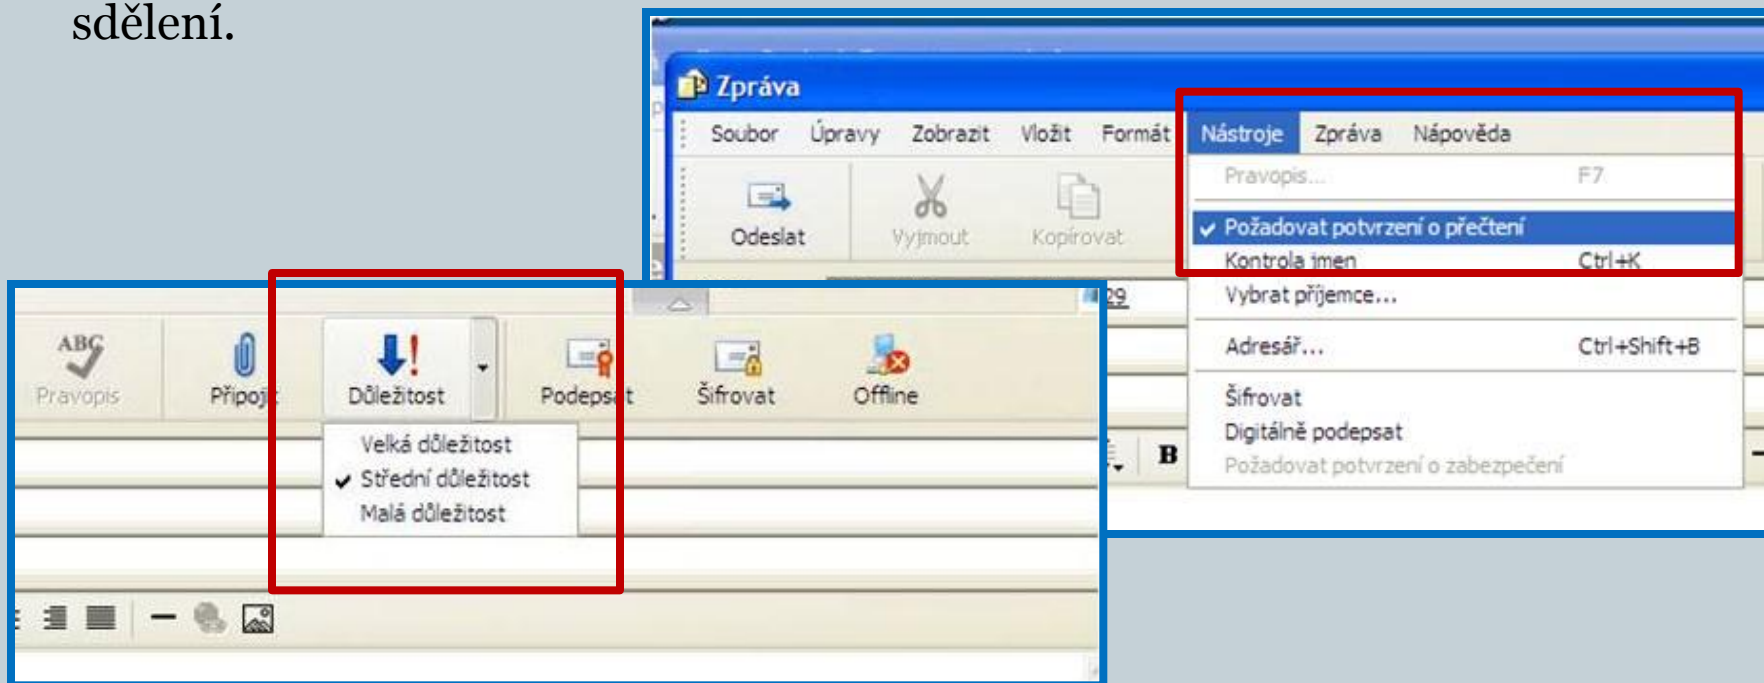 sdělení.
Zpráva
Soubor Úpravy Zobrazit Vložit Formát Nástroje Zpráva Nápověda
Odeslat Vyjmout Kopírovat
Pravopis... F7
Požadovat potvrzení o přečtení
Kontrola jmen Ctrl+K
Vybrat příjemce...
Adresář... Ctrl+Shift+B
Šifrovat
Digitálně podepsat
Požadovat potvrzení o zabezpečení
29
B
ABC
Pravopis Připojit Důležitost Podepsat Šifrovat Offline
Velká důležitost
Střední důležitost
Malá důležitost